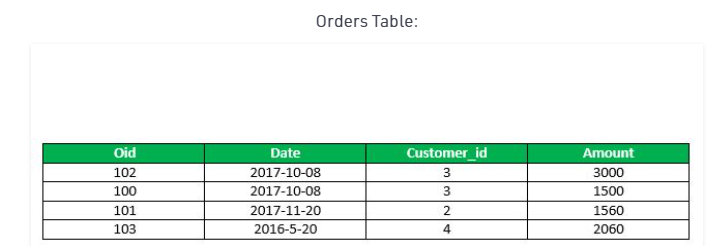 Orders Table:
Oid Date Customer_id Amount
102 2017-10-08 3 3000
100 2017-10-08 3 1500
101 2017-11-20 2 1560
103 2016-5-20 4 2060